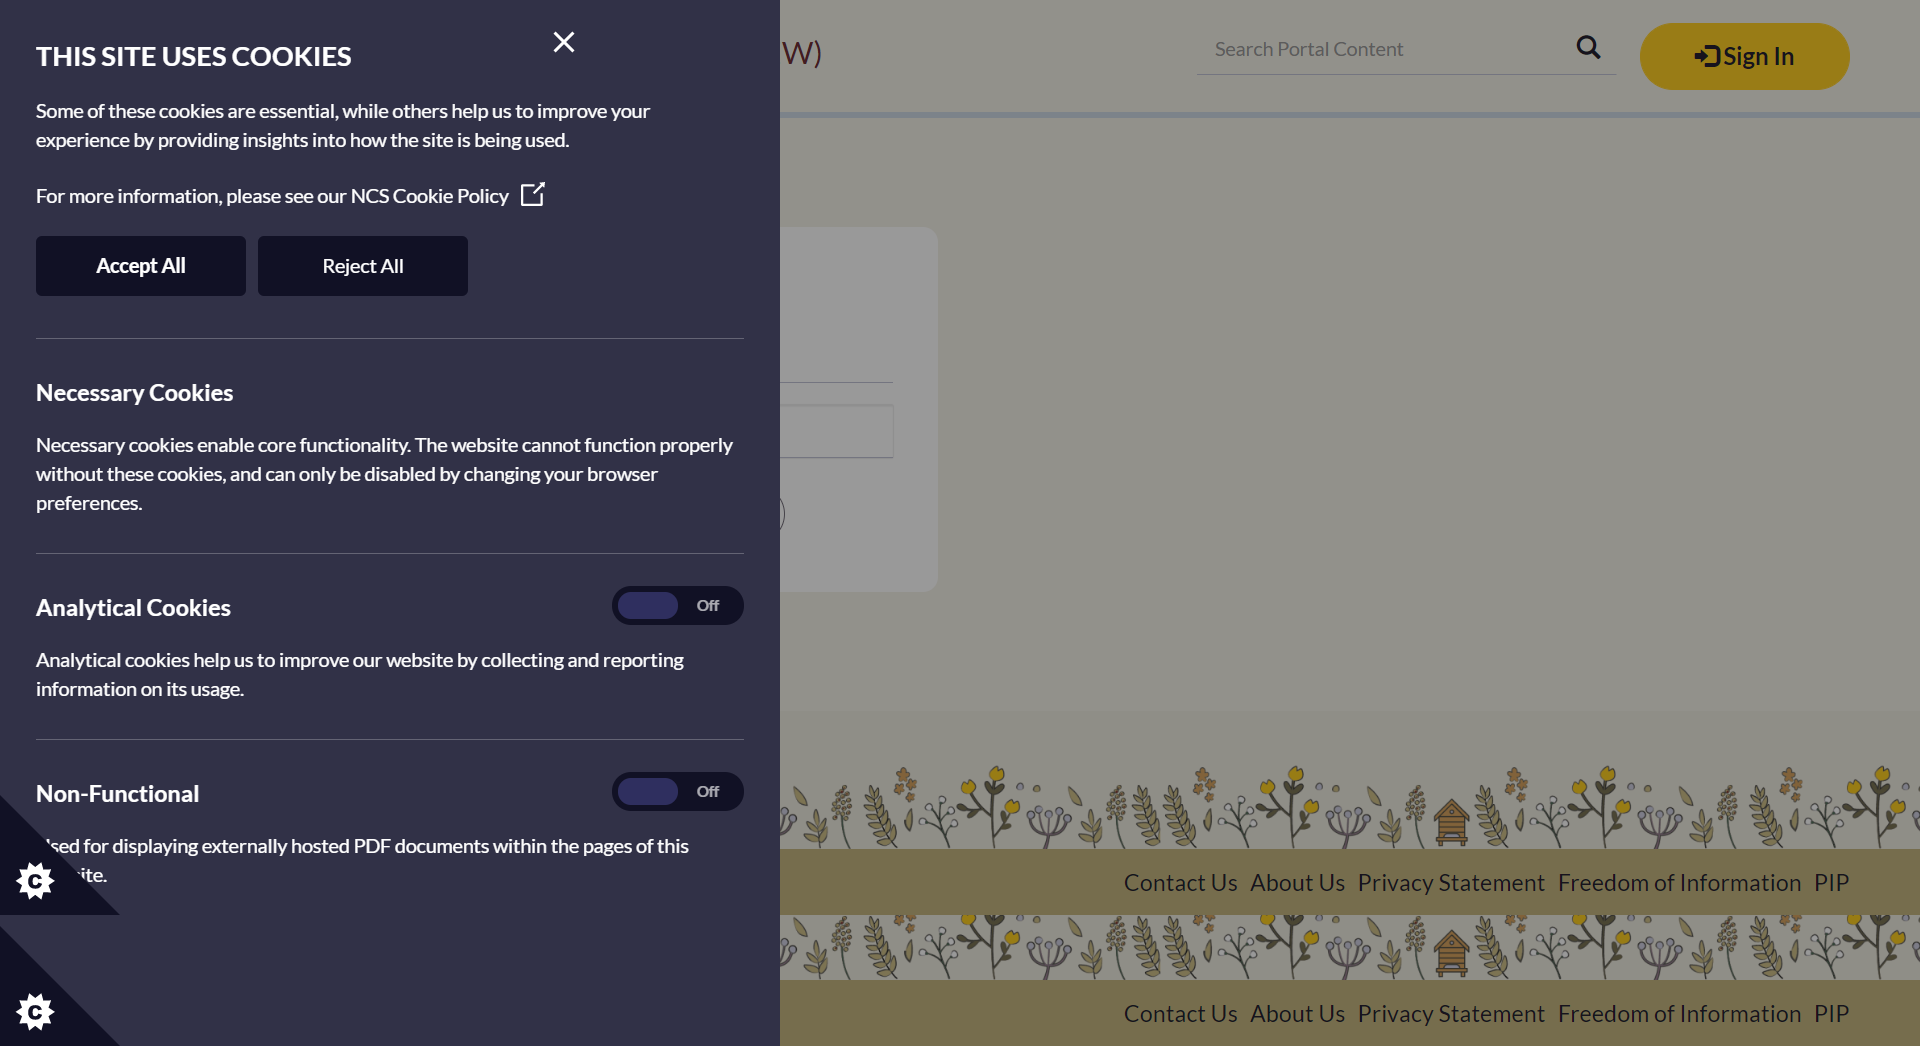 THIS SITE USES COOKIES
Some of these cookies are essential, while others help us to improve your
experience by providing insights into how the site is being used.
For more information, please see our NCS Cookie Policy
Accept All
Reject All
Necessary Cookies
Necessary cookies enable core functionality. The website cannot function properly
without these cookies, and can only be disabled by changing your browser
preferences.
Analytical Cookies
Off
Analytical cookies help us to improve our website by collecting and reporting
information on its usage.
Non-Functional
Off
for displaying externally hosted PDF documents within the pages of this
W)
Search Portal Content
Sign In
Contact Us About Us Privacy Statement Freedom of Information PIP
Contact Us About Us Privacy Statement Freedom of Information PIP